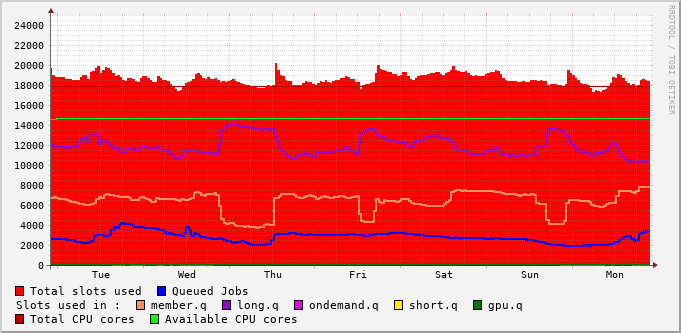 RRDTOOL / TOBI OETIKER
24000
22000
20000
18000
16000
14000
12000
10000
8000
6000
4000
2000
0
Tue Wed Thu Fri Sat Sun Mon
Total slots used Queued Jobs
Slots used in : member.q long.q ondemand.q short.q gpu.q
Total CPU cores Available CPU cores